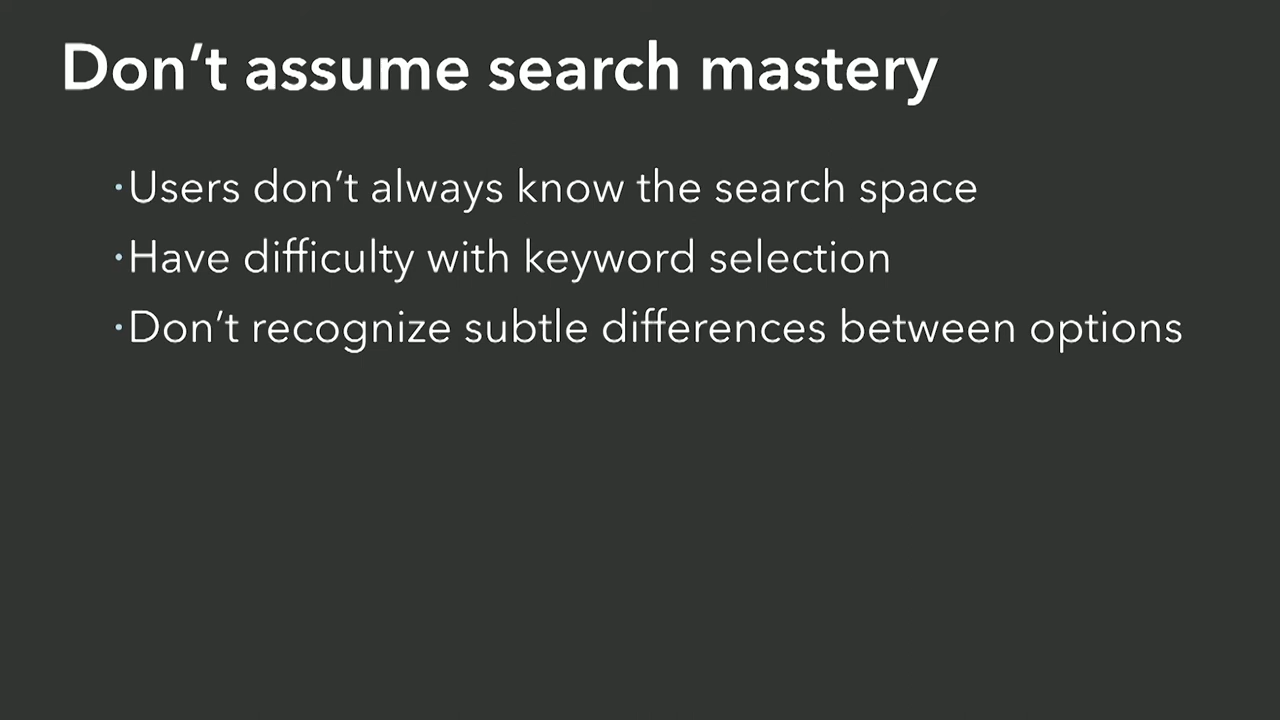 Don’t assume search mastery
·Users don’t always know the search space
·Have difficulty with keyword selection
·Don’t recognize subtle differences between options